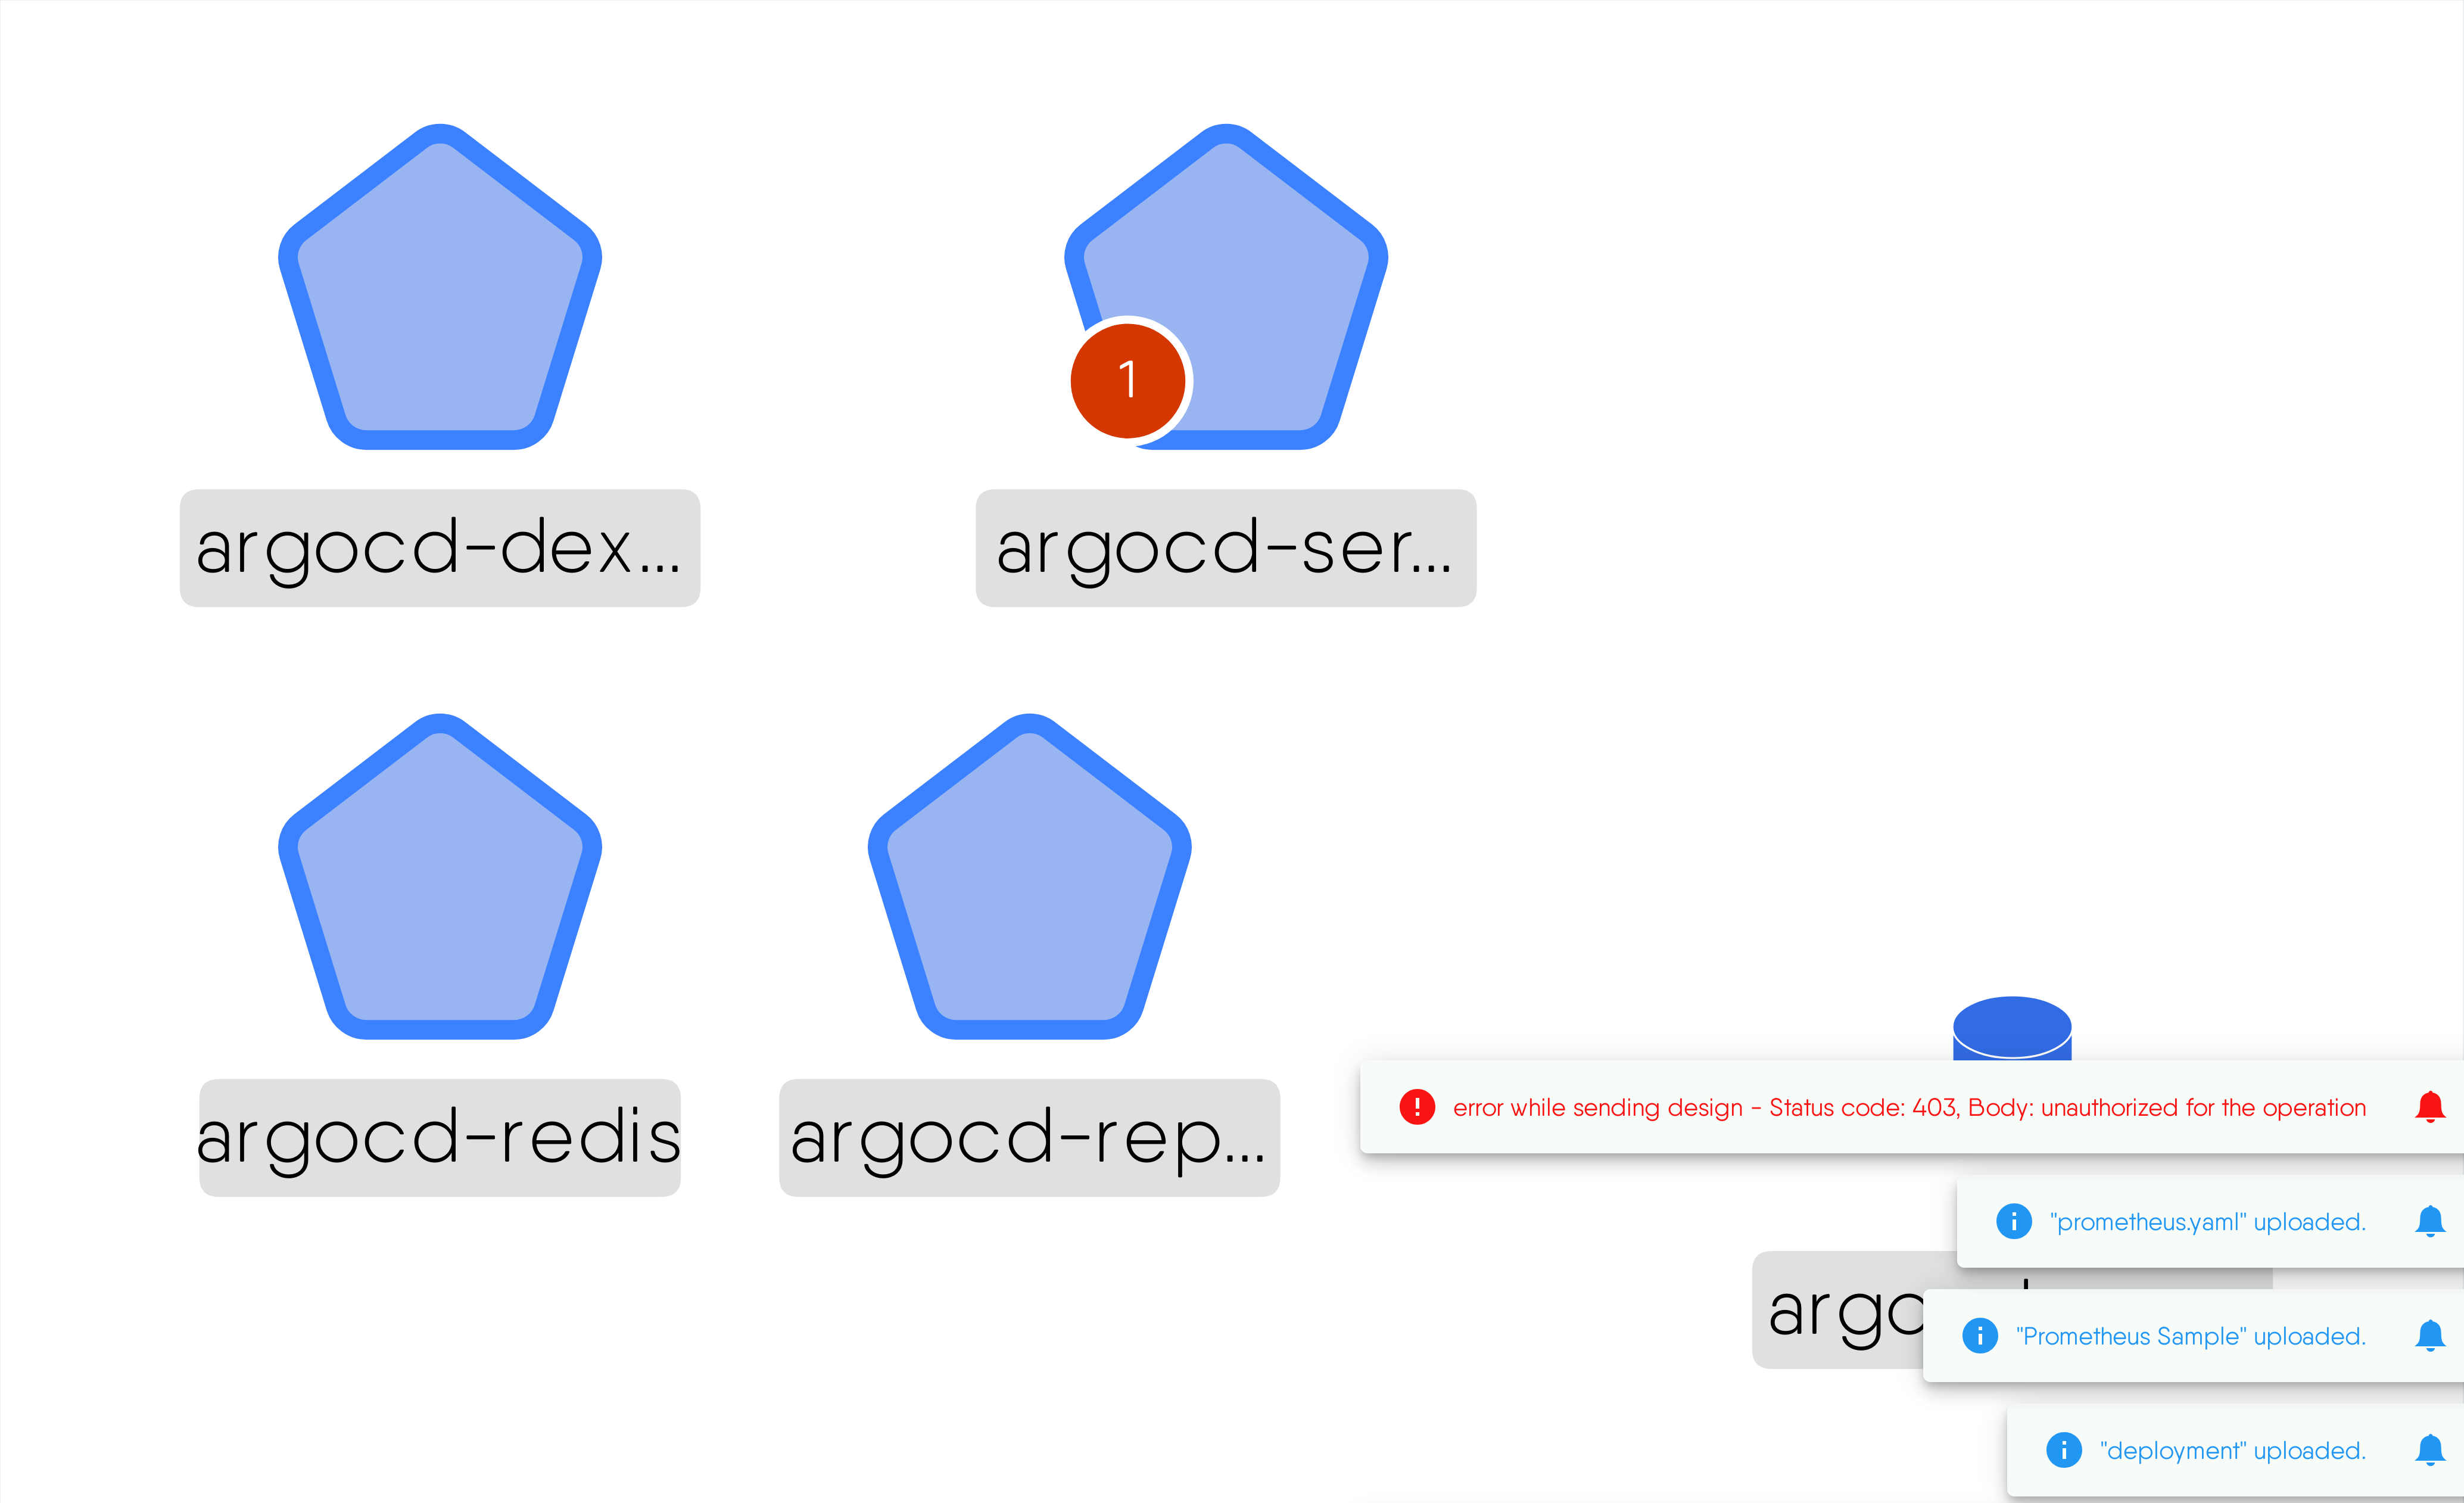 1
argocd-dex...
argocd-ser...
argocd-redis
argocd-rep...
error while sending design - Status code: 403, Body: unauthorized for the operation
"prometheus.yaml" uploaded.
"Prometheus Sample" uploaded.
"deployment" uploaded.